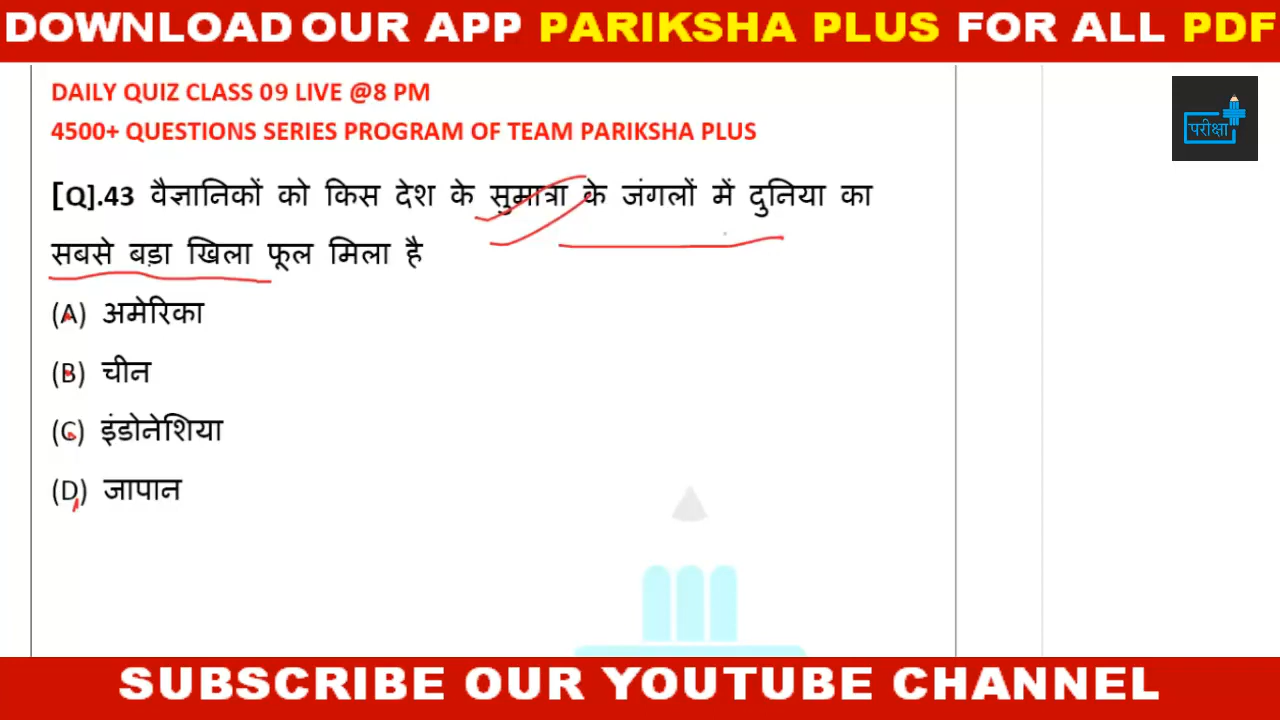 DOWNLOAD OUR APP PARIKSHA PLUS FOR ALL PDF
DAILY QUIZ CLASS 09 LIVE @8 PM
4500+ QUESTIONS SERIES PROGRAM OF TEAM PARIKSHA PLUS
परीक्षा
[Q].43 वैज्ञानिकों को किस देश के सुमात्रा के जंगलों में दुनिया का
सबसे बड़ा खिला फूल मिला है
(A) अमेरिका
(B) चीन
(C) इंडोनेशिया
(D) जापान
SUBSCRIBE OUR YOUTUBE CHANNEL